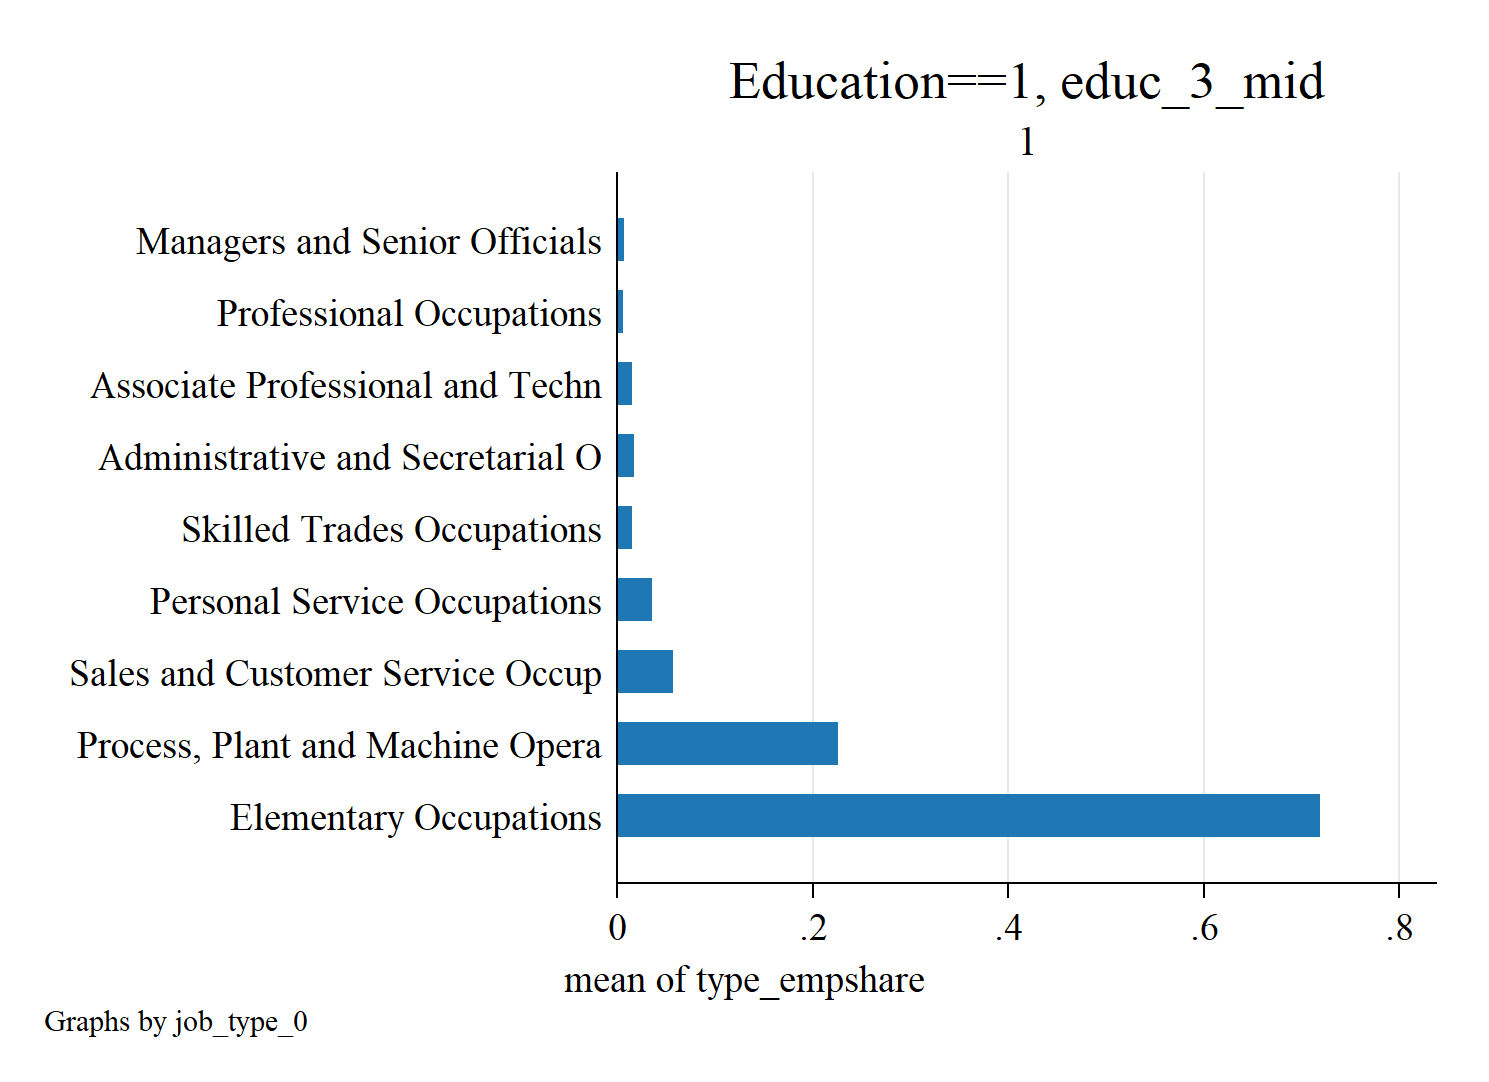 Education==1, educ_3_mid
1
Managers and Senior Officials
Professional Occupations
Associate Professional and Techn
Administrative and Secretarial O
Skilled Trades Occupations
Personal Service Occupations
Sales and Customer Service Occup
Process, Plant and Machine Opera
Elementary Occupations
0 .2 .4 .6 .8
mean of type_empshare
Graphs by job_type_0